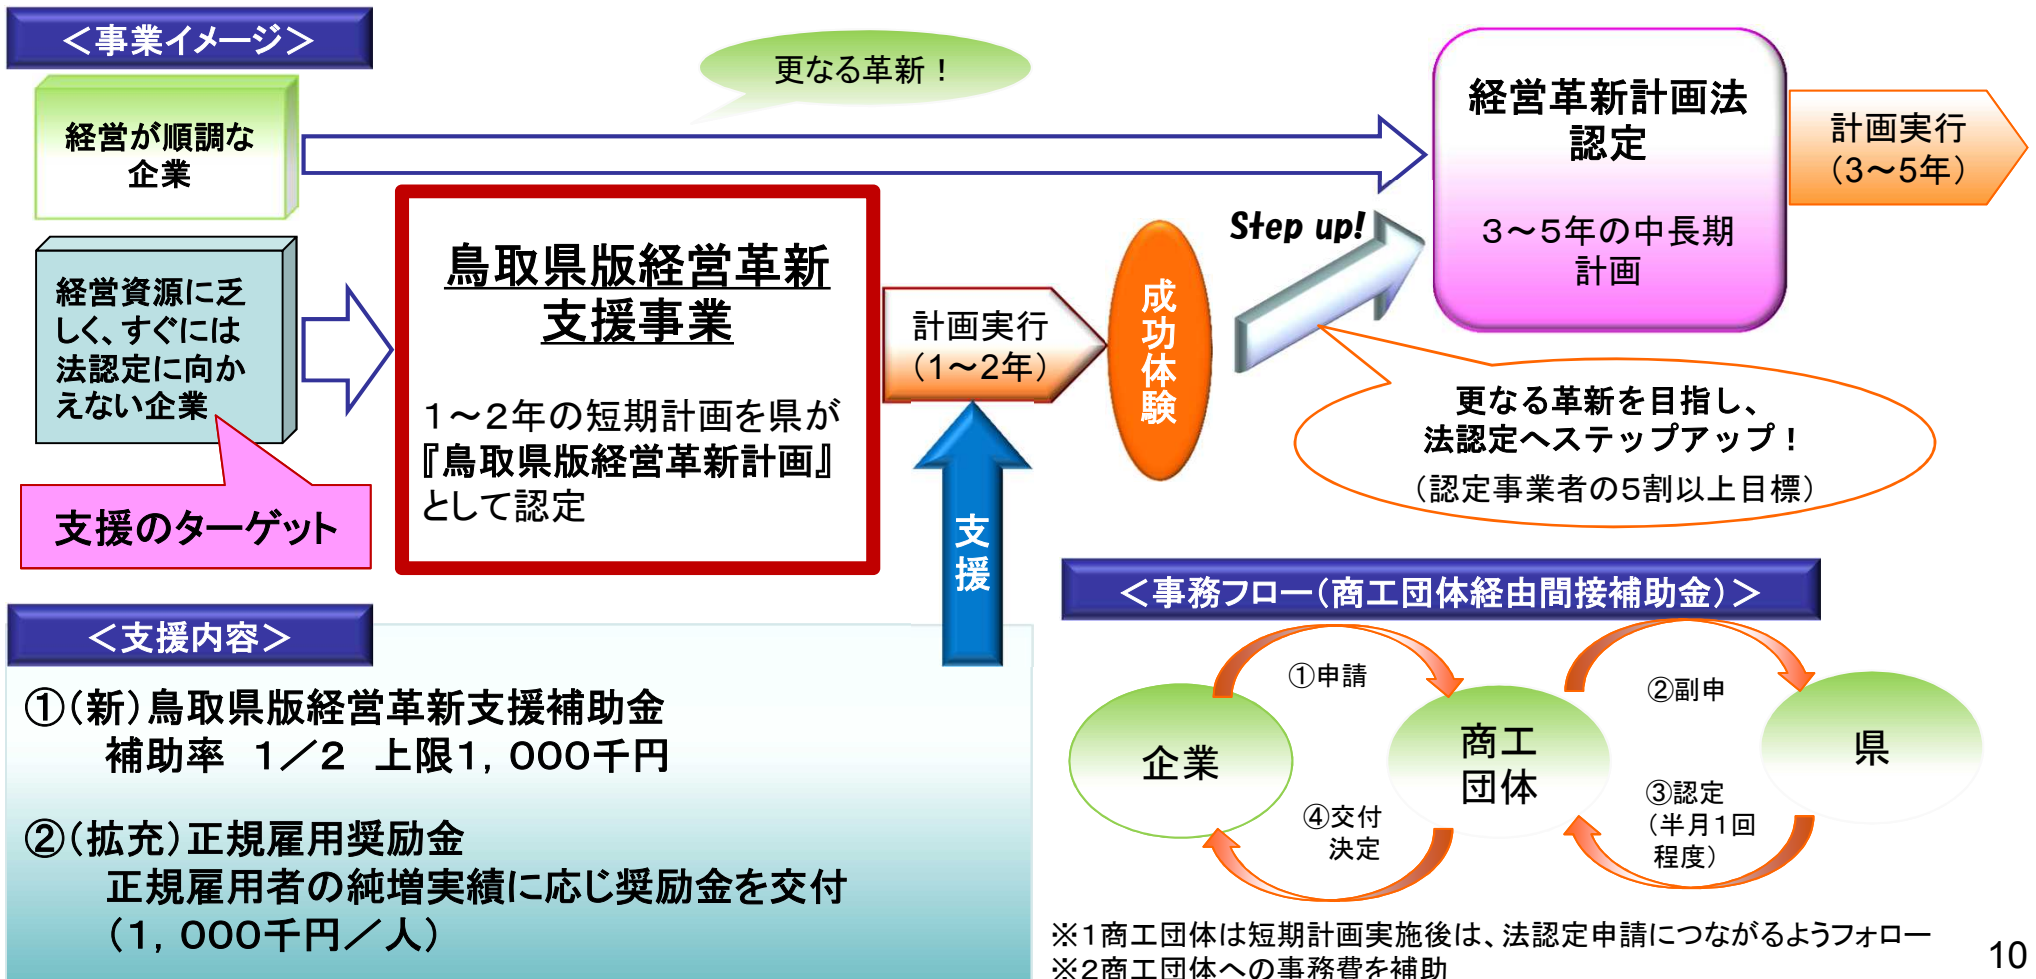 ＜事業イメージ＞
更なる革新！
経営が順調な
企業
経営革新計画法
認定
3～5年の中長期
計画
計画実行
（3～5年）
経営資源に乏
しく、すぐには
法認定に向か
えない企業
支援のターゲット
鳥取県版経営革新
支援事業
1～2年の短期計画を県が
『鳥取県版経営革新計画』
として認定
計画実行
（1～2年）
成功体験
Step up!
更なる革新を目指し、
法認定へステップアップ！
（認定事業者の5割以上目標）
支援
＜支援内容＞
①（新）鳥取県版経営革新支援補助金
補助率　1／2　上限1，000千円
②（拡充）正規雇用奨励金
正規雇用者の純増実績に応じ奨励金を交付
（1，000千円／人）
＜事務フロー（商工団体経由間接補助金）＞
①申請
②副申
企業
商工
団体
県
④交付
決定
③認定
（半月1回
程度）
※1商工団体は短期計画実施後は、法認定申請につながるようフォロー
※2商工団体への事務費を補助
10